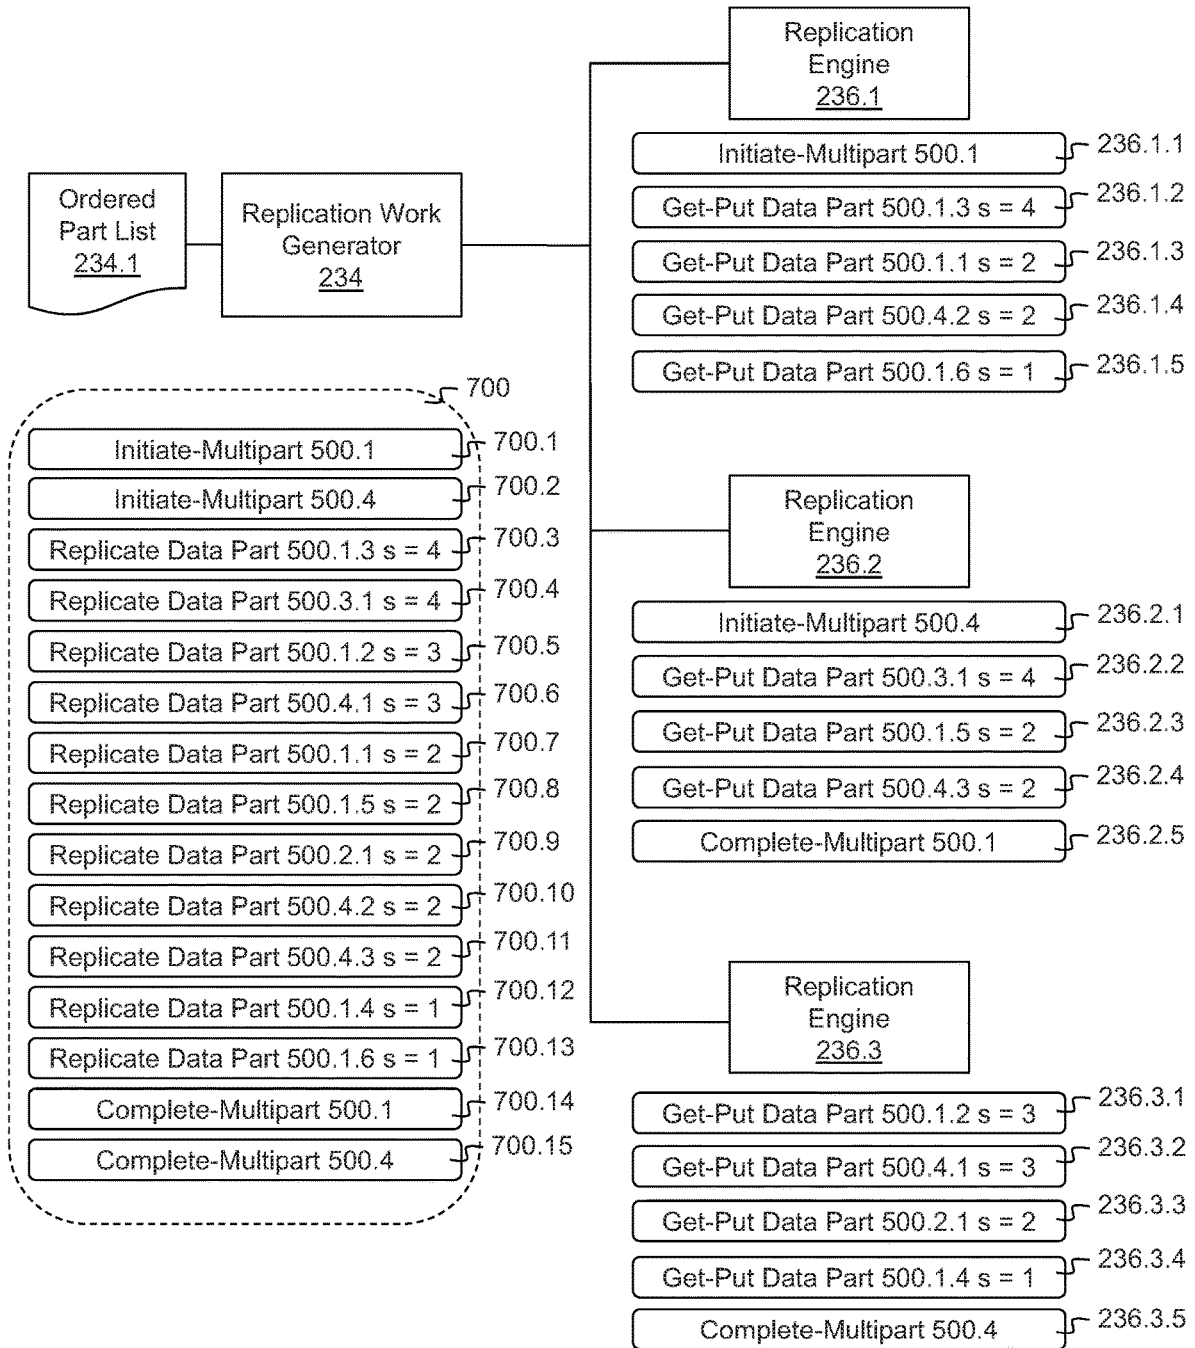 Ordered
Part List
234.1
Replication Work
Generator
234
700
Initiate-Multipart 500.1
700.1
Initiate-Multipart 500.4
700.2
Replicate Data Part 500.1.3 s = 4
700.3
Replicate Data Part 500.3.1 s = 4
700.4
Replicate Data Part 500.1.2 s = 3
700.5
Replicate Data Part 500.4.1 s = 3
700.6
Replicate Data Part 500.1.1 s = 2
700.7
Replicate Data Part 500.1.5 s = 2
700.8
Replicate Data Part 500.2.1 s = 2
700.9
Replicate Data Part 500.4.2 s = 2
700.10
Replicate Data Part 500.4.3 s = 2
700.11
Replicate Data Part 500.1.4 s = 1
700.12
Replicate Data Part 500.1.6 s = 1
700.13
Complete-Multipart 500.1
700.14
Complete-Multipart 500.4
700.15
Replication
Engine
236.1
Initiate-Multipart 500.1
236.1.1
Get-Put Data Part 500.1.3 s = 4
236.1.2
Get-Put Data Part 500.1.1 s = 2
236.1.3
Get-Put Data Part 500.4.2 s = 2
236.1.4
Get-Put Data Part 500.1.6 s = 1
236.1.5
Replication
Engine
236.2
Initiate-Multipart 500.4
236.2.1
Get-Put Data Part 500.3.1 s = 4
236.2.2
Get-Put Data Part 500.1.5 s = 2
236.2.3
Get-Put Data Part 500.4.3 s = 2
236.2.4
Complete-Multipart 500.1
236.2.5
Replication
Engine
236.3
Get-Put Data Part 500.1.2 s = 3
236.3.1
Get-Put Data Part 500.4.1 s = 3
236.3.2
Get-Put Data Part 500.2.1 s = 2
236.3.3
Get-Put Data Part 500.1.4 s = 1
236.3.4
Complete-Multipart 500.4
236.3.5